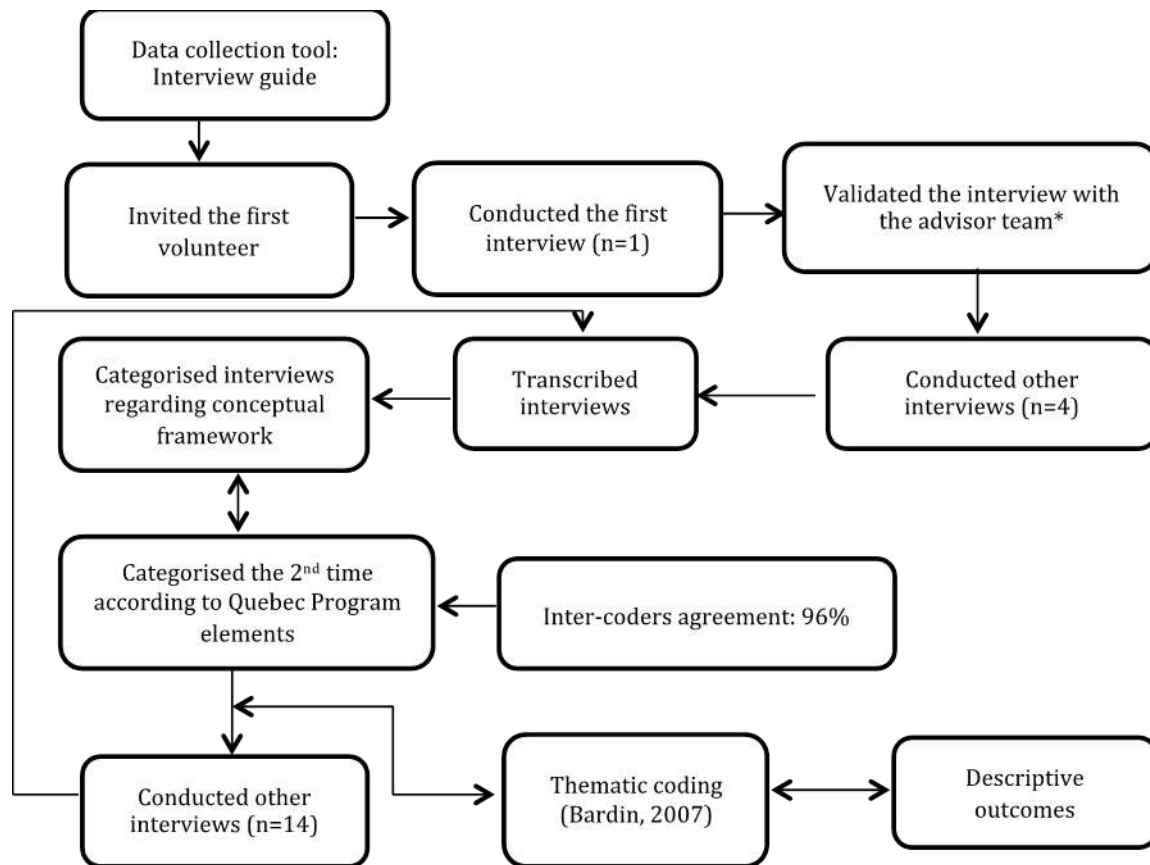 Data collection tool:
Interview guide
Invited the first
volunteer
Conducted the first
interview (n=1)
Validated the interview with
the advisor team*
Categorised interviews
regarding conceptual
framework
Transcribed
interviews
Conducted other
interviews (n=4)
Categorised the 2nd time
according to Quebec Program
elements
Inter-coders agreement: 96%
Conducted other
interviews (n=14)
Thematic coding
(Bardin, 2007)
Descriptive
outcomes